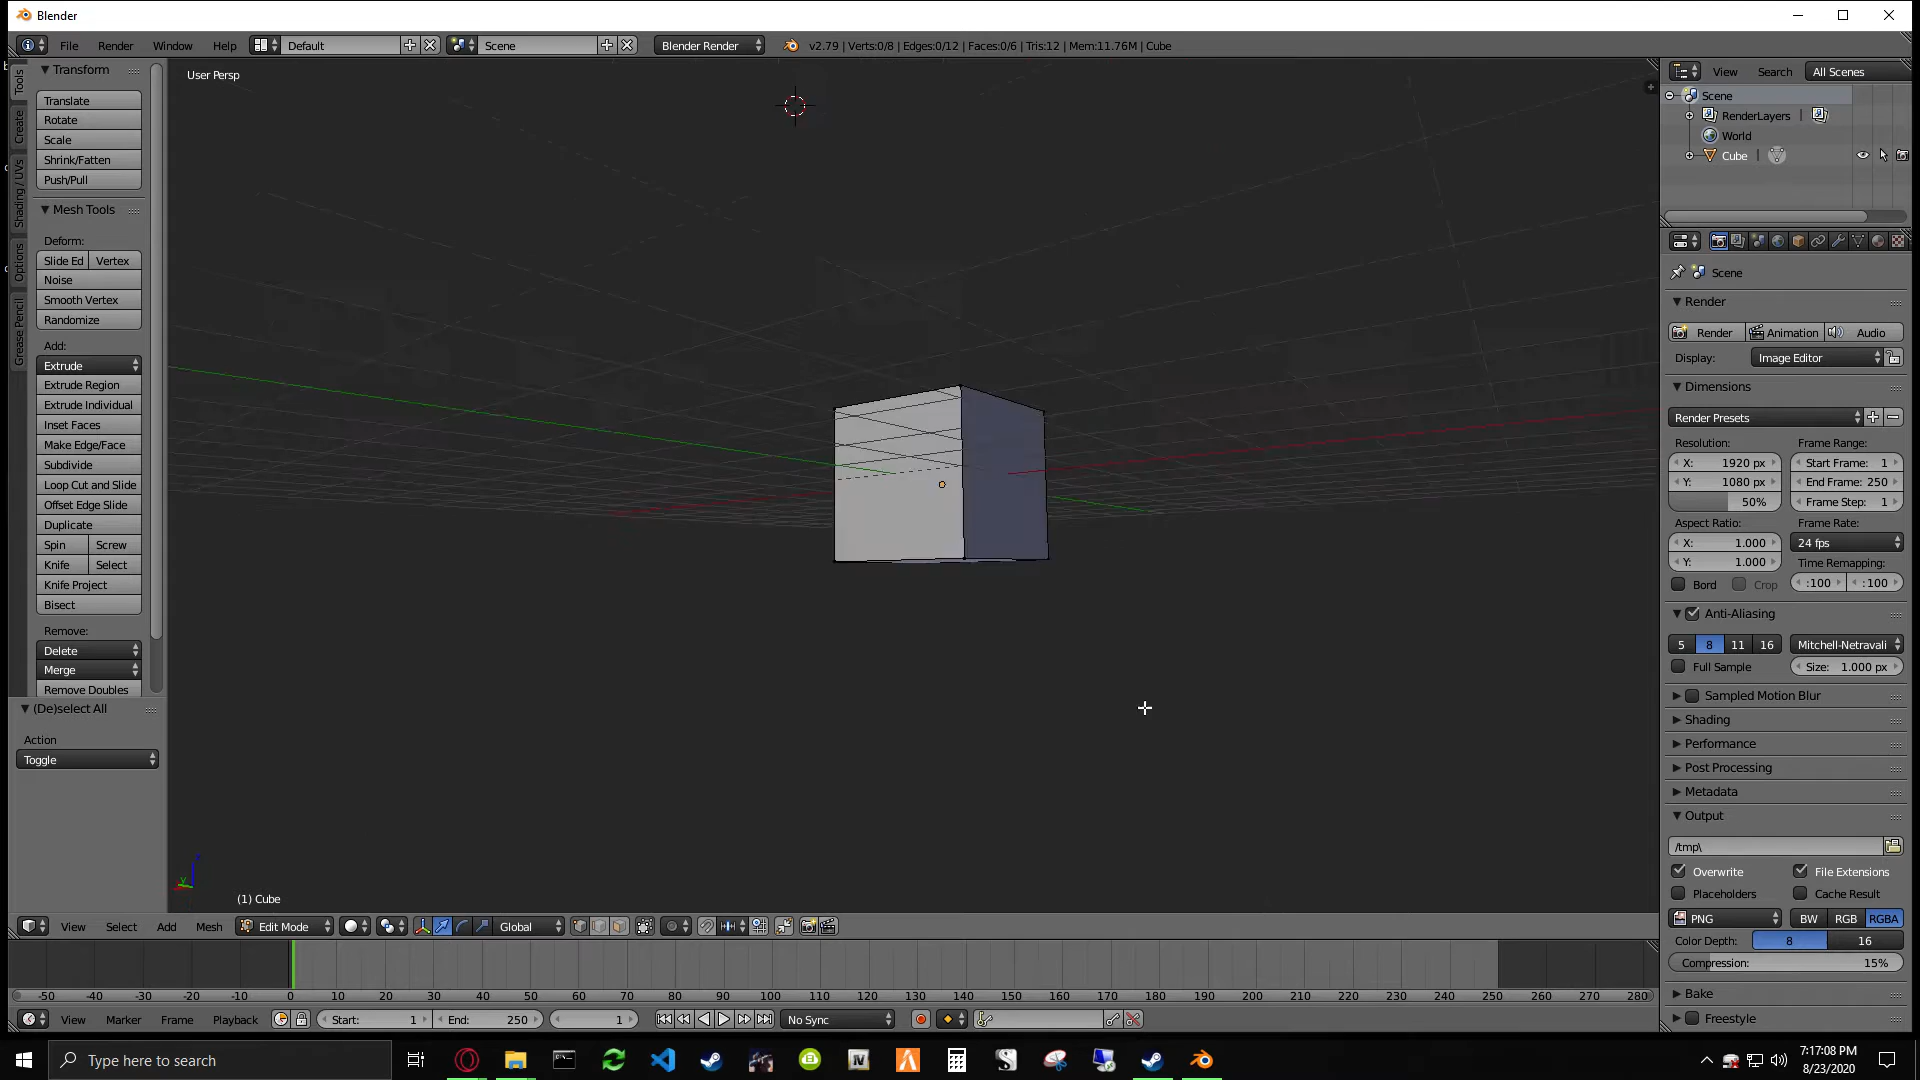 Blender
File Render Window Help Default Scene Blender Render v2.79 | Verts:0/8 | Edges:0/12 | Faces:0/6 | Tris:12 | Mem:11.76M | Cube
Tools
Create
Shading / UVs
Options
Grease Pencil
Transform
Translate
Rotate
Scale
Shrink/Fatten
Push/Pull
Mesh Tools
Deform:
Slide Ed Vertex
Noise
Smooth Vertex
Randomize
Add:
Extrude
Extrude Region
Extrude Individual
Inset Faces
Make Edge/Face
Subdivide
Loop Cut and Slide
Offset Edge Slide
Duplicate
Spin Screw
Knife Select
Knife Project
Bisect
Remove:
Delete
Merge
Remove Doubles
(De)select All
Action
Toggle
User Persp
(1) Cube
View Select Add Mesh Edit Mode Global
View Search All Scenes
Scene
RenderLayers
World
Cube
Scene
Render
Render Animation Audio
Display: Image Editor
Dimensions
Render Presets
Resolution: Frame Range:
X: 1920 px Start Frame: 1
Y: 1080 px End Frame: 250
50% Frame Step: 1
Aspect Ratio: Frame Rate:
X: 1.000 24 fps
Y: 1.000 Time Remapping:
Bord Crop :100 :100
Anti-Aliasing
5 8 11 16 Mitchell-Netravali
Full Sample Size: 1.000 px
Sampled Motion Blur
Shading
Performance
Post Processing
Metadata
Output
/tmp\
Overwrite File Extensions
Placeholders Cache Result
PNG BW RGB RGBA
Color Depth: 8 16
Compression: 15%
Bake
Freestyle
-50 -40 -30 -20 -10 0 10 20 30 40 50 60 70 80 90 100 110 120 130 140 150 160 170 180 190 200 210 220 230 240 250 260 270 280
View Marker Frame Playback Start: 1 End: 250 1 No Sync
Type here to search
7:17:08 PM
8/23/2020